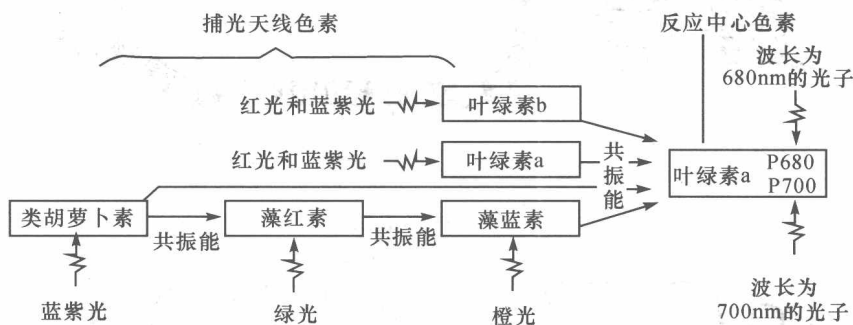 捕光天线色素
反应中心色素
波长为
680nm的光子
红光和蓝紫光
叶绿素b
红光和蓝紫光
叶绿素a
共振能
叶绿素a
P680
P700
类胡萝卜素
共振能
藻红素
共振能
藻蓝素
蓝紫光
绿光
橙光
波长为
700nm的光子